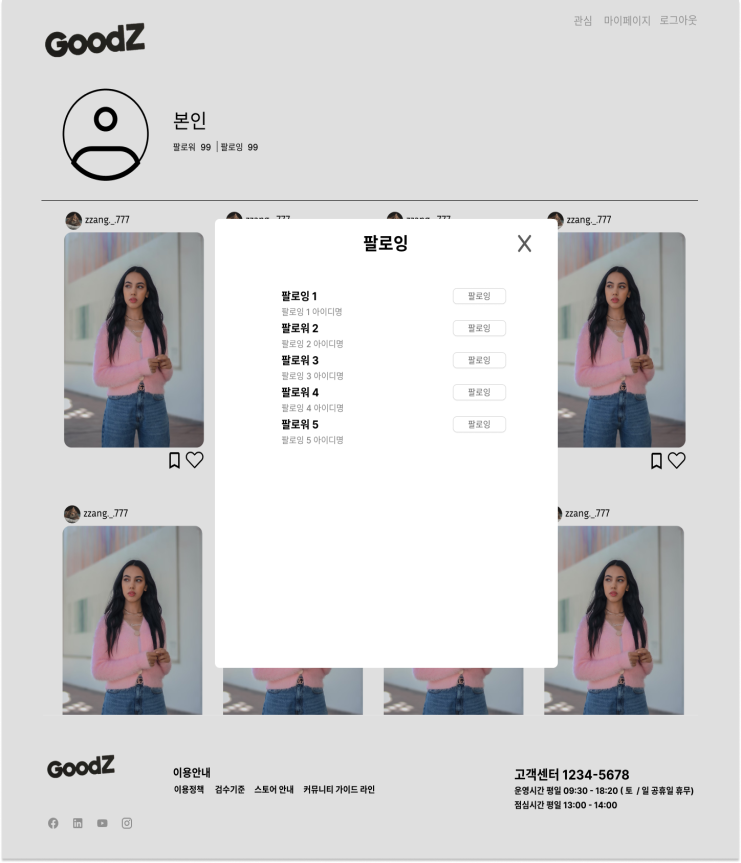 관심 마이페이지 로그아웃
GoodZ
본인
팔로워 99 | 팔로잉 99
zzang._.777
zzang._.777
팔로잉 X
팔로잉 1 팔로잉
팔로잉 1 아이디명
팔로워 2 팔로잉
팔로잉 2 아이디명
팔로워 3 팔로잉
팔로잉 3 아이디명
팔로워 4 팔로잉
팔로잉 4 아이디명
팔로워 5 팔로잉
팔로잉 5 아이디명
zzang._.777
zzang._.777
GoodZ
이용안내
이용정책 검수기준 스토어 안내 커뮤니티 가이드 라인
고객센터 1234-5678
운영시간 평일 09:30 - 18:20 ( 토 / 일 공휴일 휴무)
점심시간 평일 13:00 - 14:00